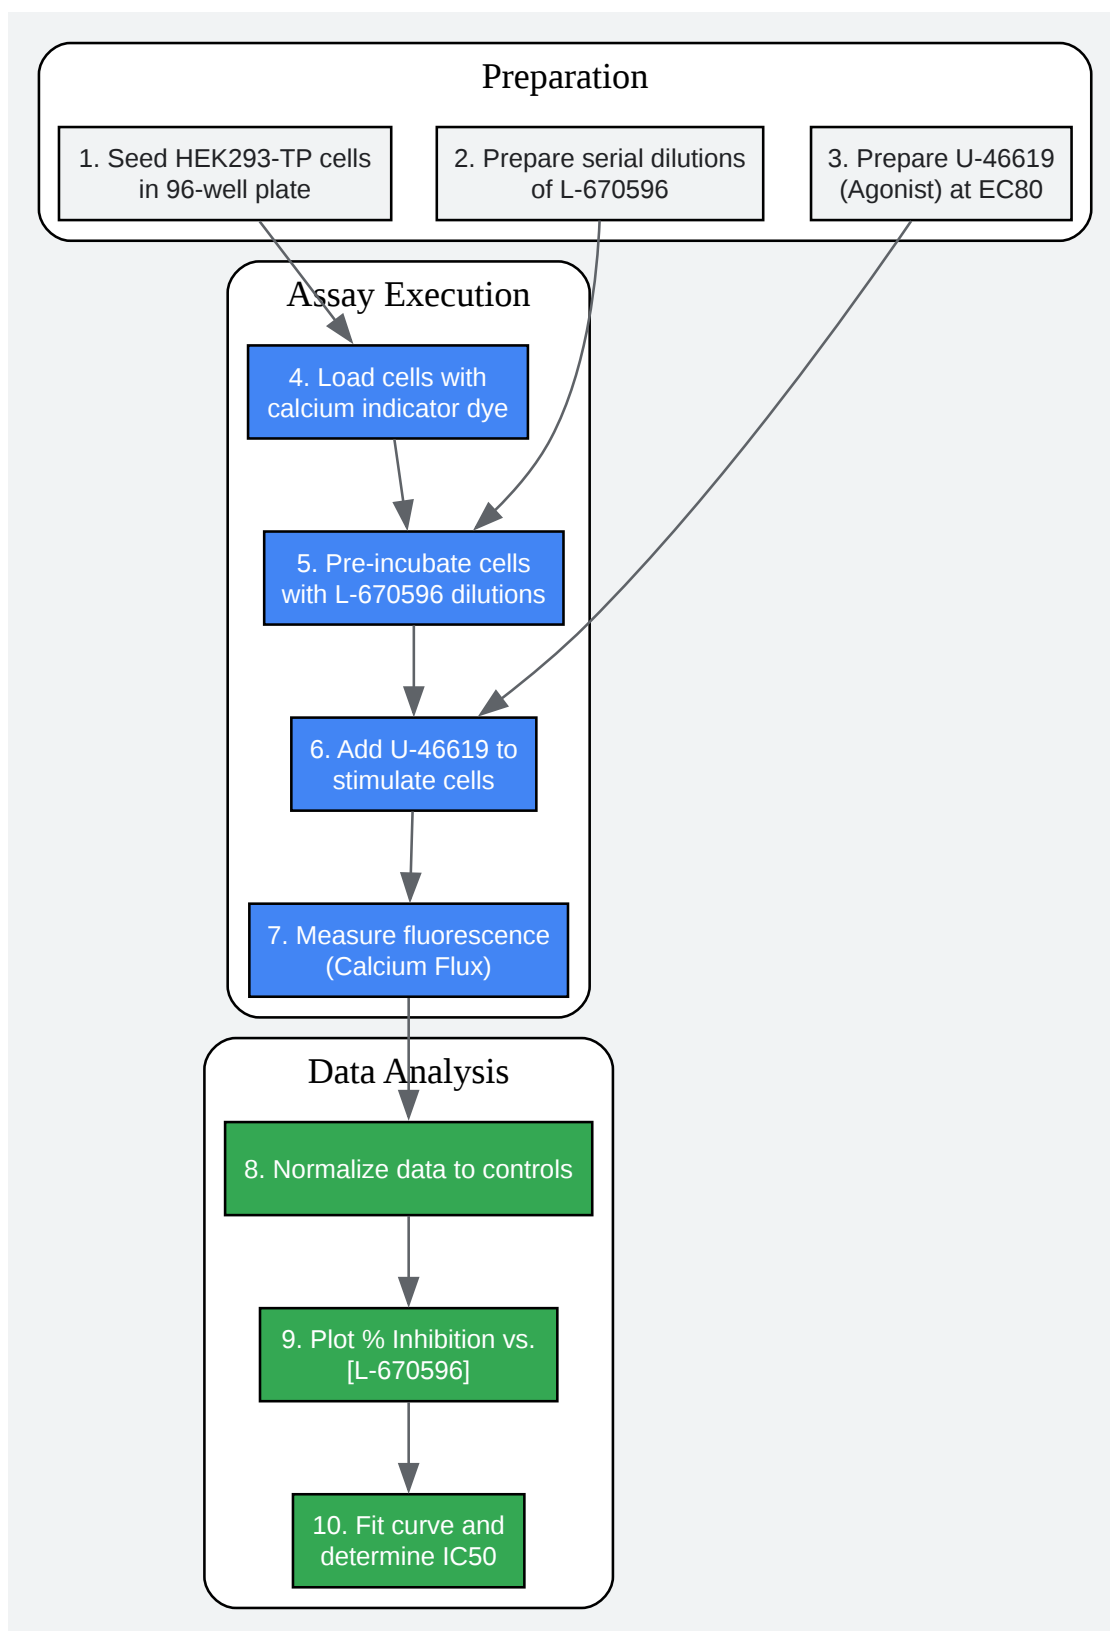 Preparation
1. Seed HEK293-TP cells
in 96-well plate
2. Prepare serial dilutions
of L-670596
3. Prepare U-46619
(Agonist) at EC80
Assay Execution
4. Load cells with
calcium indicator dye
5. Pre-incubate cells
with L-670596 dilutions
6. Add U-46619 to
stimulate cells
7. Measure fluorescence
(Calcium Flux)
Data Analysis
8. Normalize data to controls
9. Plot % Inhibition vs.
[L-670596]
10. Fit curve and
determine IC50